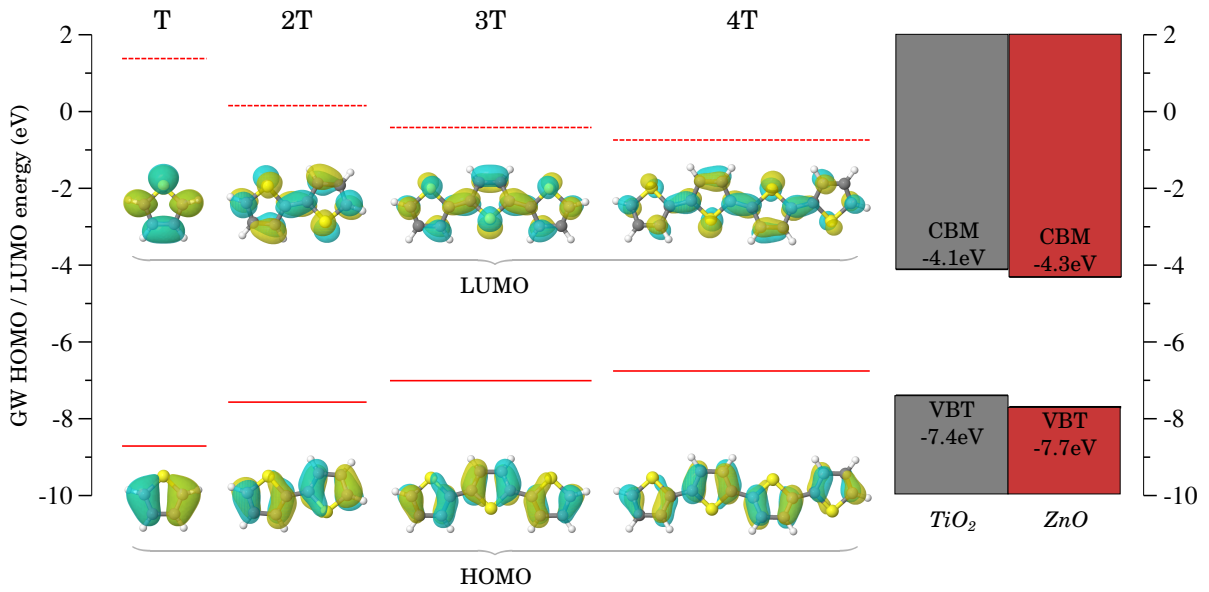 T 2T 3T 4T
GW HOMO / LUMO energy (eV)
2
0
-2
-4
-6
-8
-10
LUMO
HOMO
CBM
-4.1eV
CBM
-4.3eV
VBT
-7.4eV
VBT
-7.7eV
TiO₂ ZnO
2
0
-2
-4
-6
-8
-10